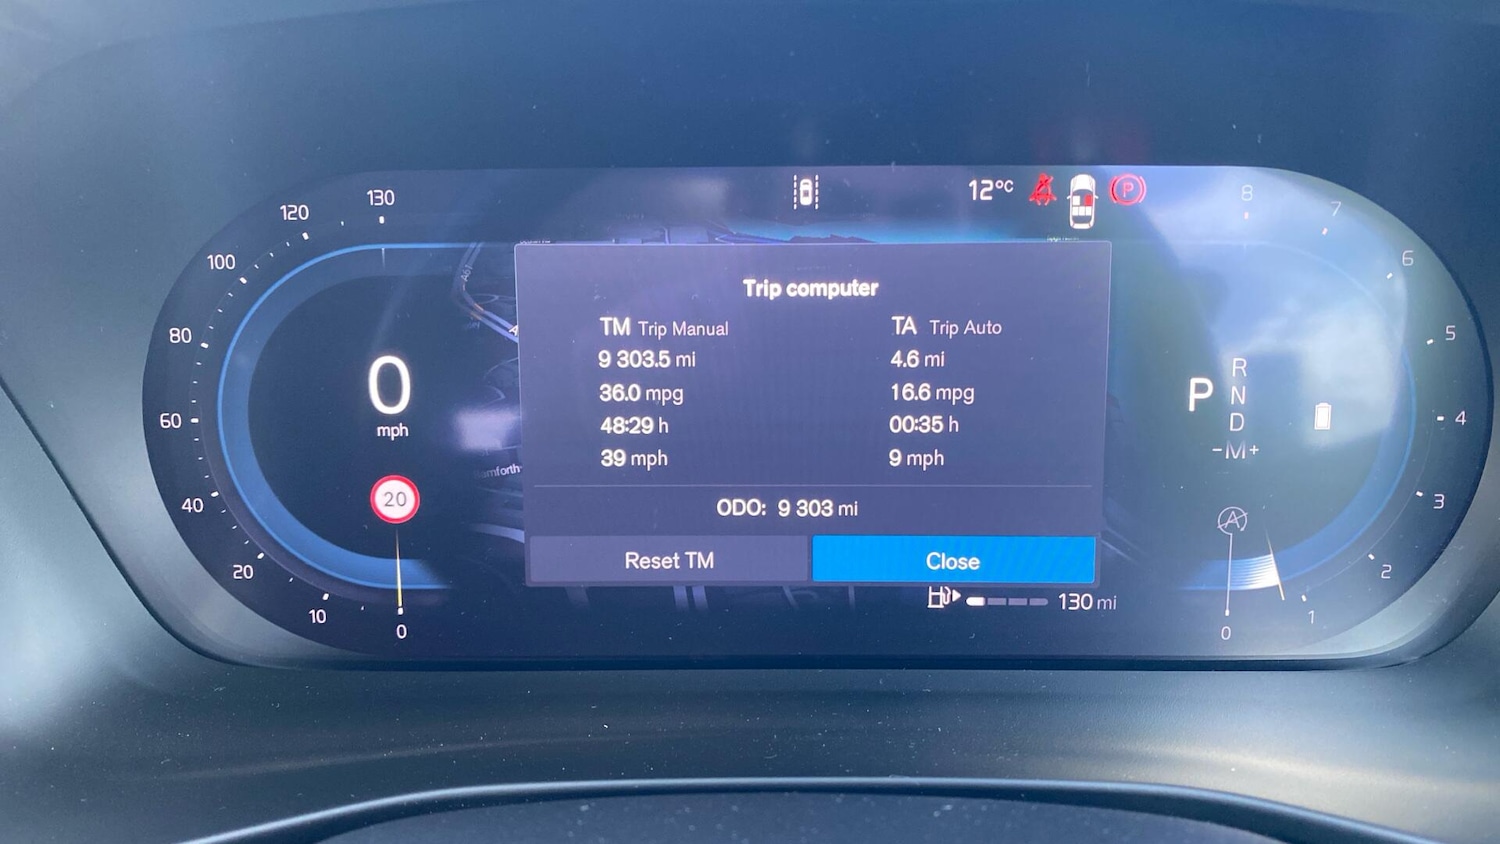 12°C
P
130
120
100
80
60
40
20
10
0
0
mph
20
A61
Trip computer
TM Trip Manual
9 303.5 mi
36.0 mpg
48:29 h
39 mph
TA Trip Auto
4.6 mi
16.6 mpg
00:35 h
9 mph
ODO: 9 303 mi
Reset TM
Close
130 mi
P
R
N
D
-M+
A
8
7
6
5
4
3
2
1
0